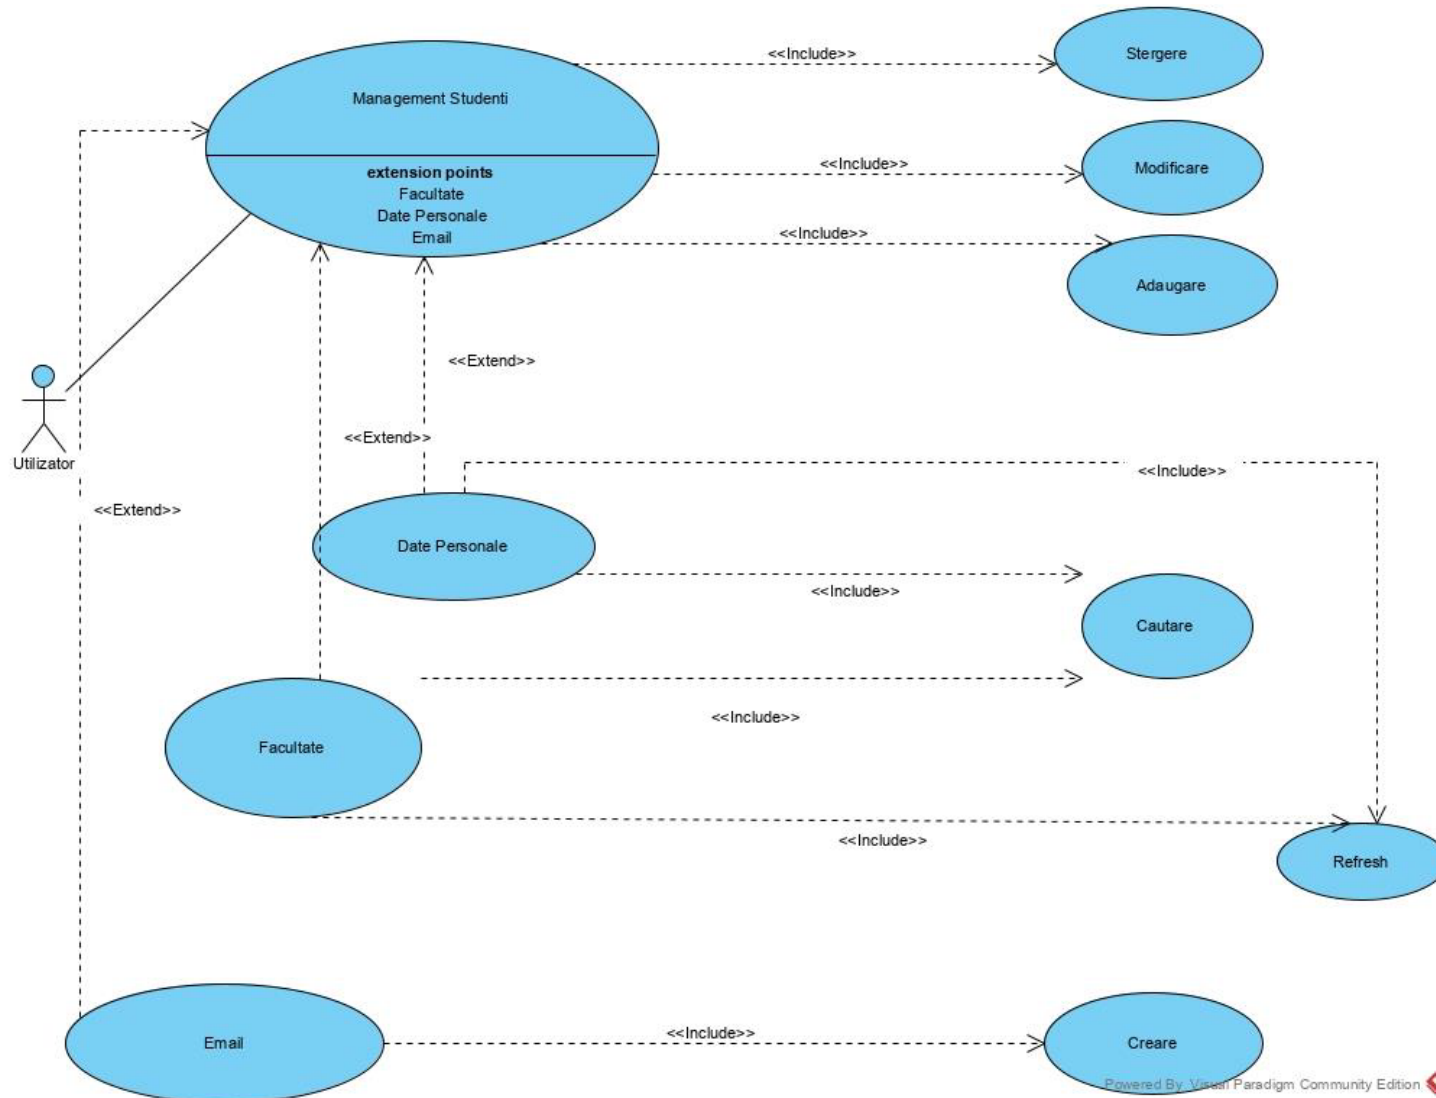 <<Include>>
Stergere
Management Studenti
<<Include>>
Modificare
extension points
Facultate
Date Personale
Email
<<Include>>
Adaugare
<<Extend>>
<<Extend>>
Utilizator
<<Include>>
<<Extend>>
Date Personale
<<Include>>
Cautare
<<Include>>
Facultate
<<Include>>
Refresh
<<Include>>
Email
Creare
Powered By Visual Paradigm Community Edition